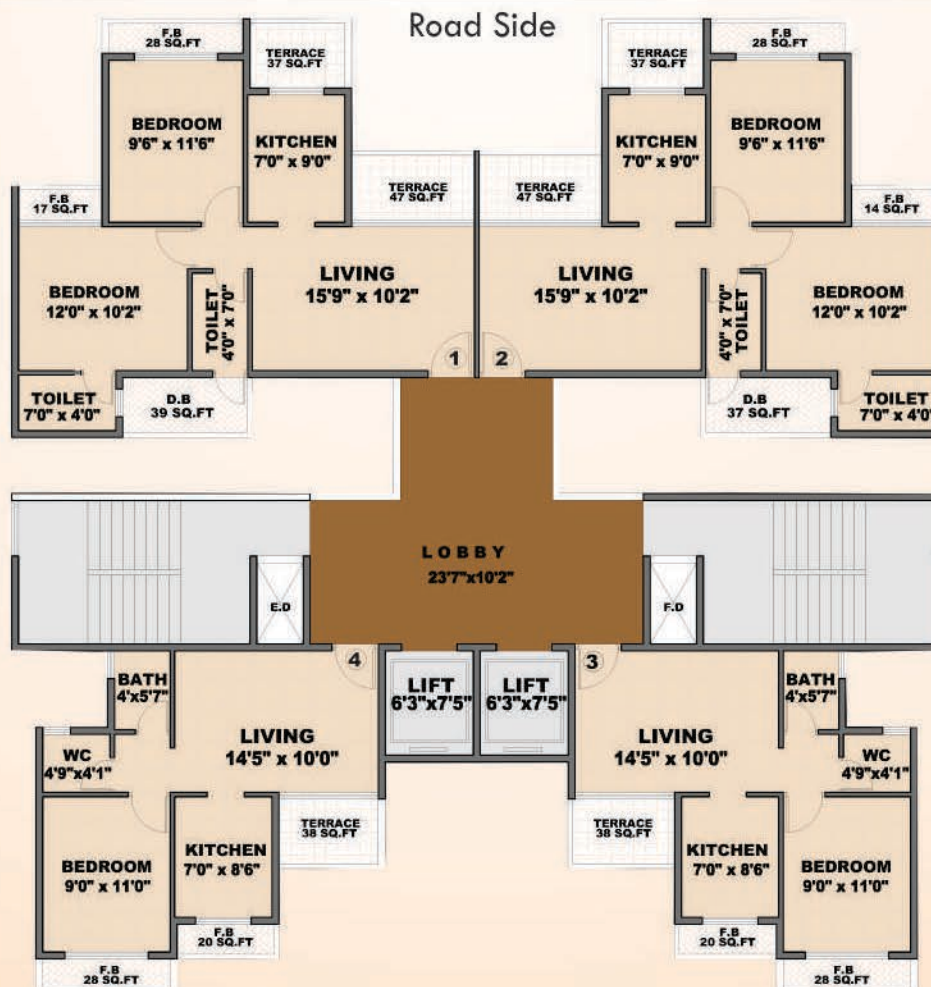 Road Side
F.B
28 SQ.FT
TERRACE
37 SQ.FT
TERRACE
37 SQ.FT
F.B
28 SQ.FT
BEDROOM
9'6" x 11'6"
KITCHEN
7'0" x 9'0"
KITCHEN
7'0" x 9'0"
BEDROOM
9'6" x 11'6"
F.B
17 SQ.FT
TERRACE
47 SQ.FT
TERRACE
47 SQ.FT
F.B
14 SQ.FT
BEDROOM
12'0" x 10'2"
TOILET
4'0" x 7'0"
LIVING
15'9" x 10'2"
LIVING
15'9" x 10'2"
4'0" x 7'0"
TOILET
BEDROOM
12'0" x 10'2"
1
2
TOILET
7'0" x 4'0"
D.B
39 SQ.FT
D.B
37 SQ.FT
TOILET
7'0" x 4'0"
LOBBY
23'7"x10'2"
E.D
F.D
4
3
BATH
4'x5'7"
LIFT
6'3"x7'5"
LIFT
6'3"x7'5"
BATH
4'x5'7"
WC
4'9"x4'1"
LIVING
14'5" x 10'0"
LIVING
14'5" x 10'0"
WC
4'9"x4'1"
TERRACE
38 SQ.FT
TERRACE
38 SQ.FT
BEDROOM
9'0" x 11'0"
KITCHEN
7'0" x 8'6"
KITCHEN
7'0" x 8'6"
BEDROOM
9'0" x 11'0"
F.B
20 SQ.FT
F.B
20 SQ.FT
F.B
28 SQ.FT
F.B
28 SQ.FT